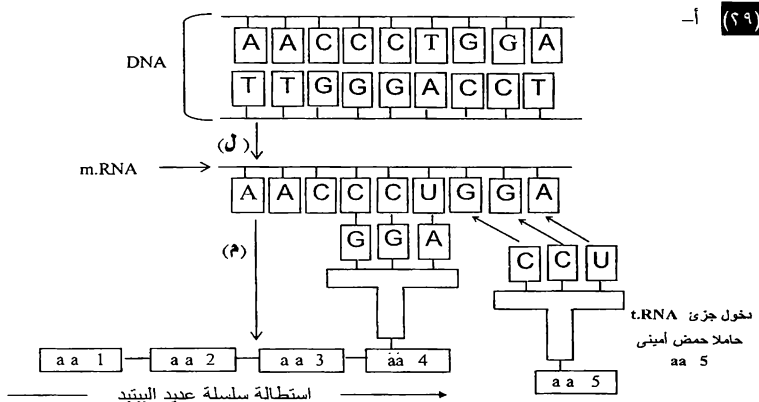 (٢٩) أ–
A A C C C T G G A
DNA
T T G G G A C C T
(ل)
m.RNA
A A C C C U G G A
(م)
G G A
C C U
دخول جزئ t.RNA
حاملا حمض أمينى
aa 5
aa 1 aa 2 aa 3 aa 4
aa 5
استطالة سلسلة عديد الببتيد